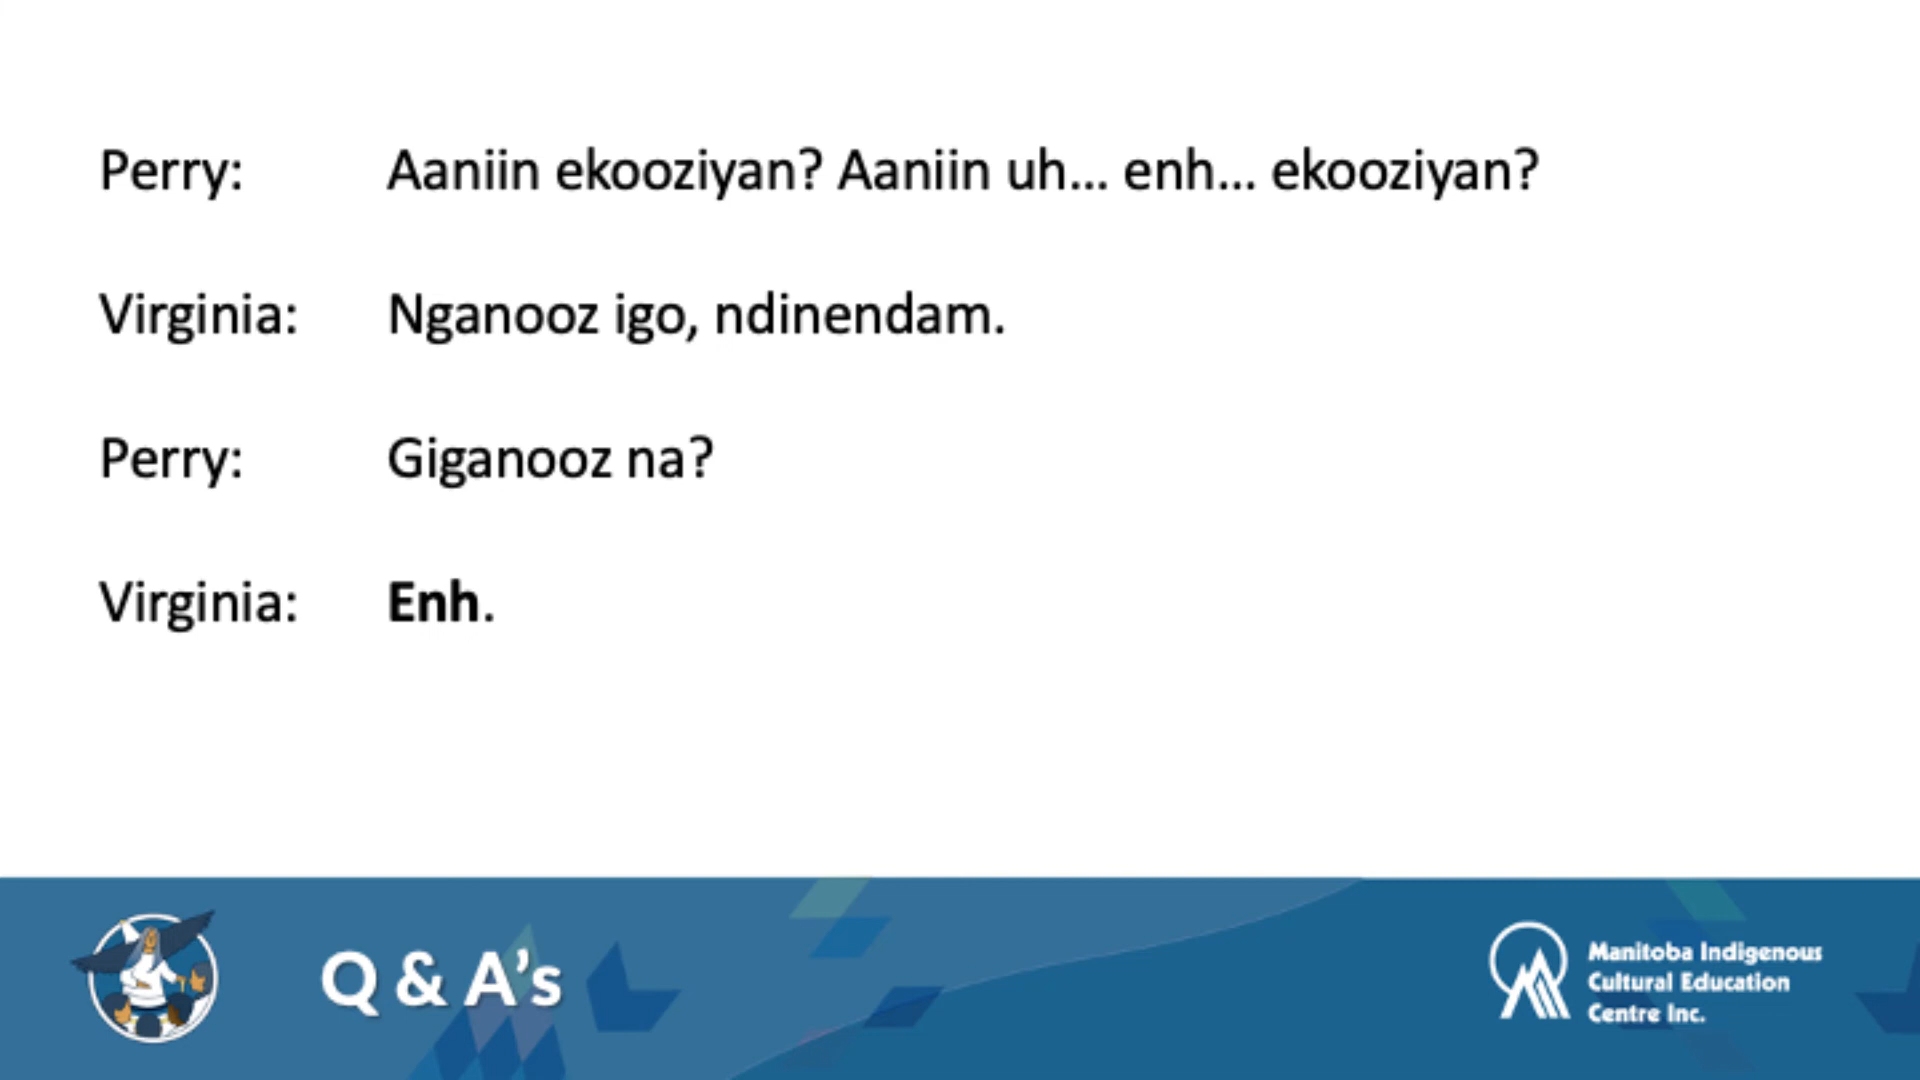 Perry: Aaniin ekooziyan? Aaniin uh... enh... ekooziyan?
Virginia: Nganooz igo, ndinendam.
Perry: Giganooz na?
Virginia: Enh.
Q & A’s
Manitoba Indigenous
Cultural Education
Centre Inc.